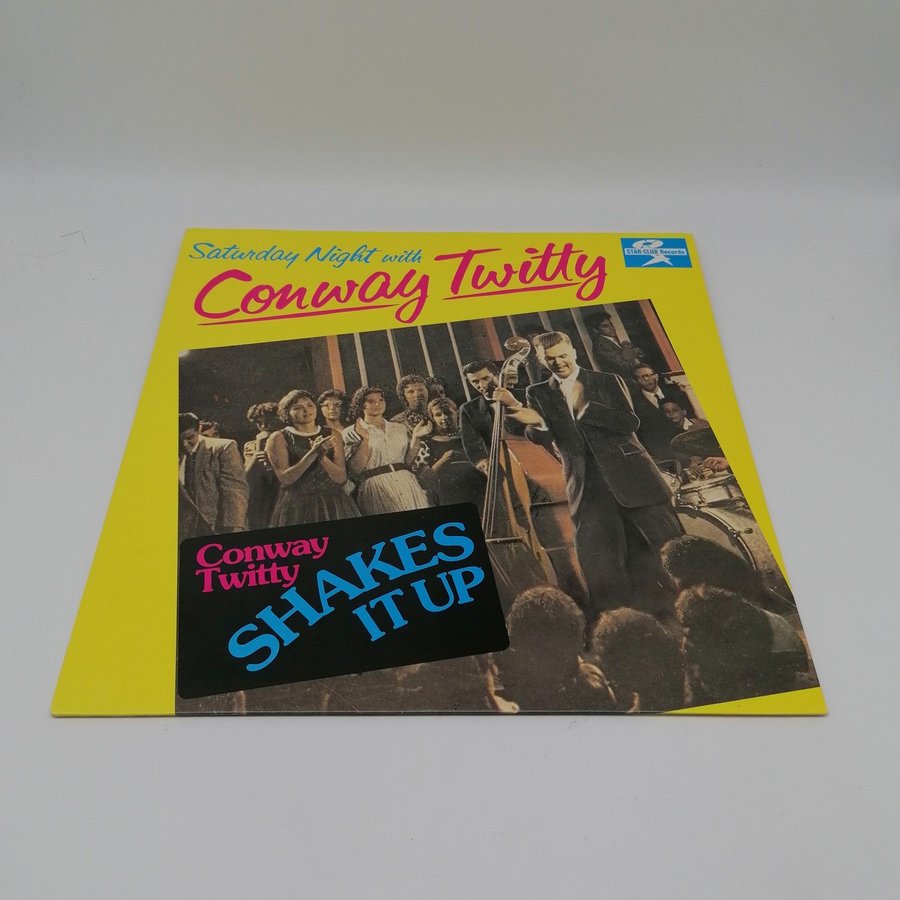 Saturday Night with
Conway Twitty
STAR-CLUB Records
Conway
Twitty
SHAKES
IT UP